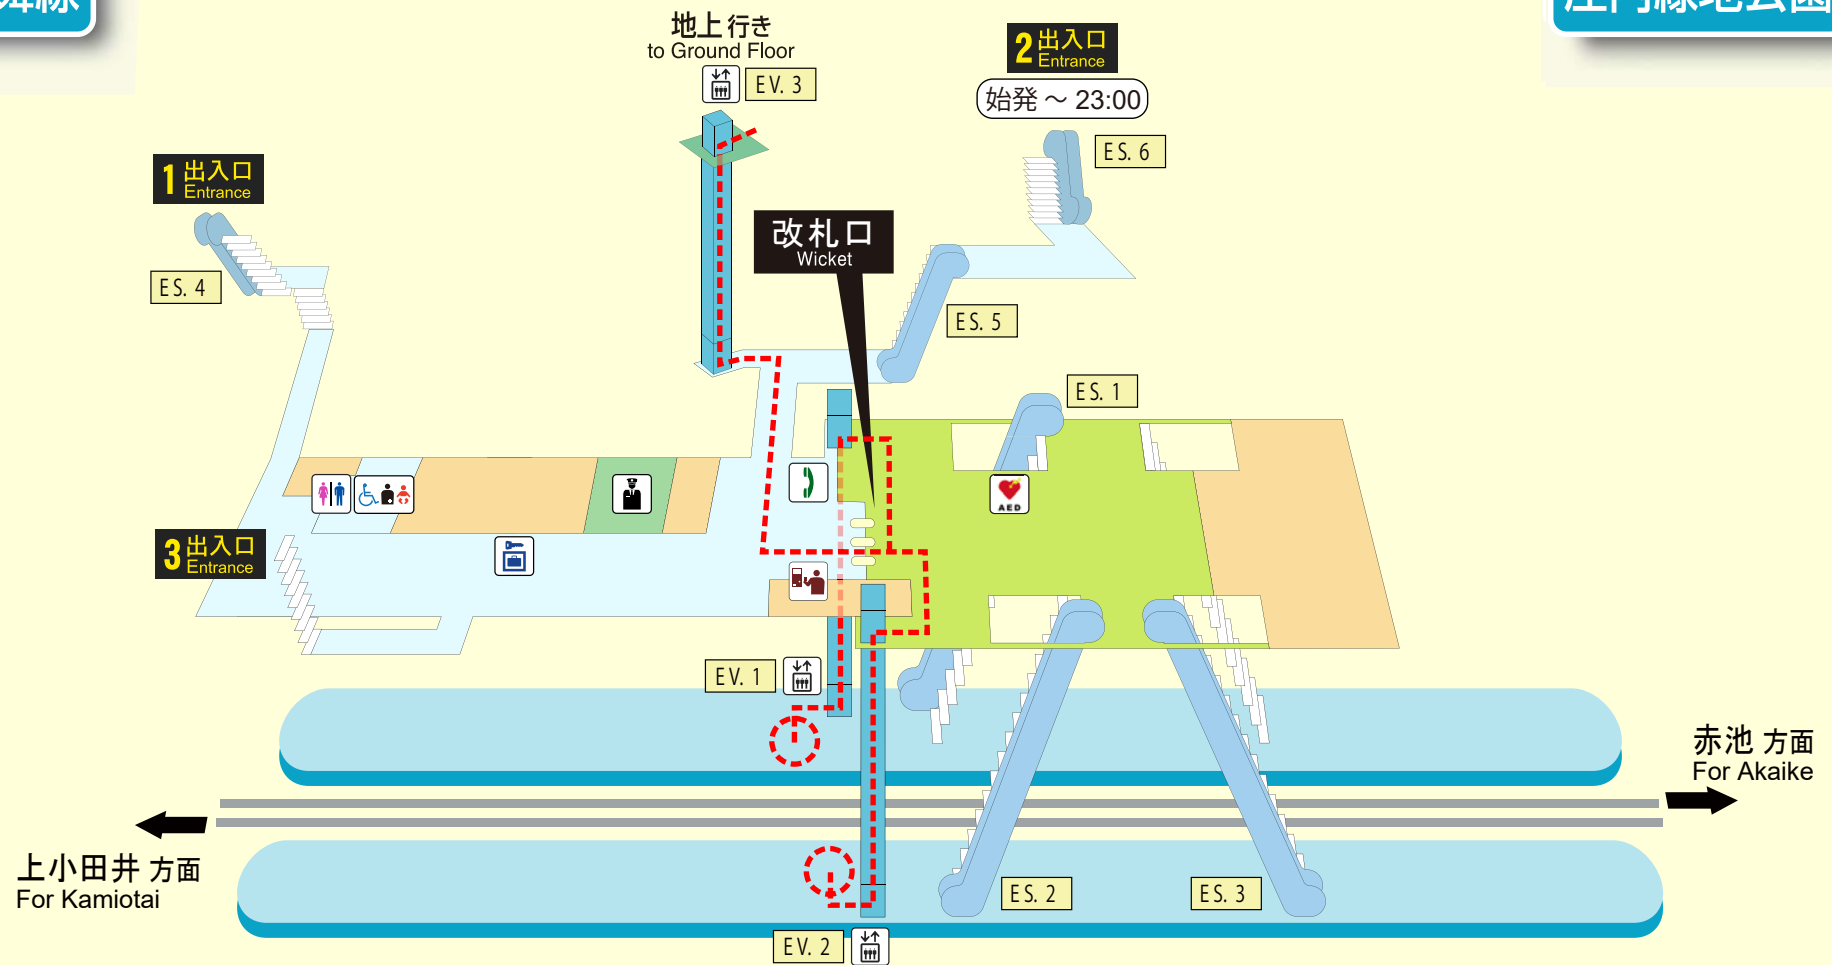 地上 行き
to Ground Floor
EV. 3
2 出入口
Entrance
始発 ～ 23:00
ES. 6
1 出入口
Entrance
ES. 4
改札口
Wicket
ES. 5
ES. 1
AED
3 出入口
Entrance
EV. 1
赤池 方面
For Akaike
上小田井 方面
For Kamiotai
ES. 2
ES. 3
EV. 2